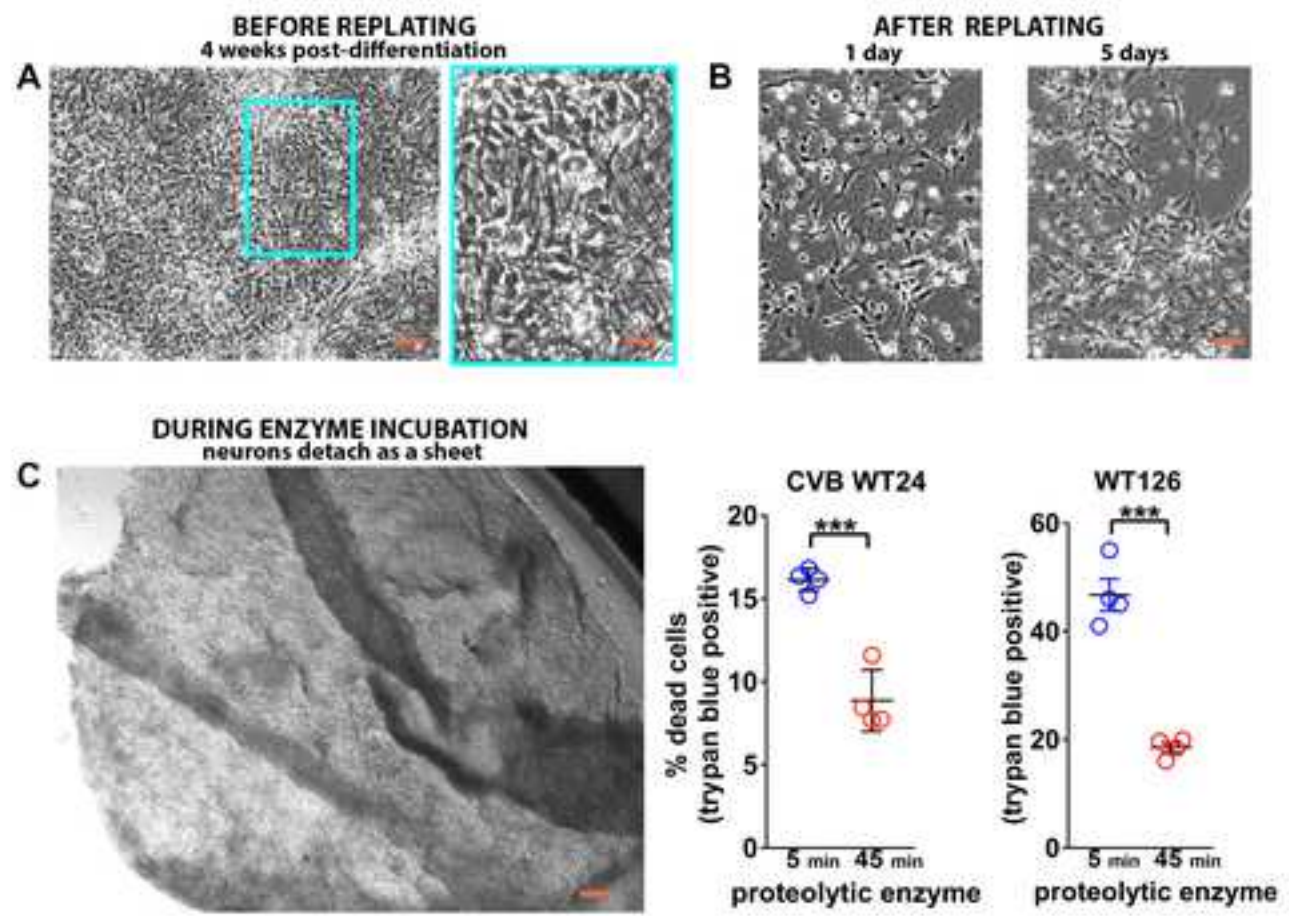 BEFORE REPLATING
4 weeks post-differentiation
AFTER REPLATING
1 day
5 days
A
B
DURING ENZYME INCUBATION
neurons detach as a sheet
C
CVB WT24
% dead cells
(trypan blue positive)
20
15
10
5
0
***
5 min 45 min
proteolytic enzyme
WT126
(trypan blue positive)
60
40
20
0
***
5 min 45 min
proteolytic enzyme